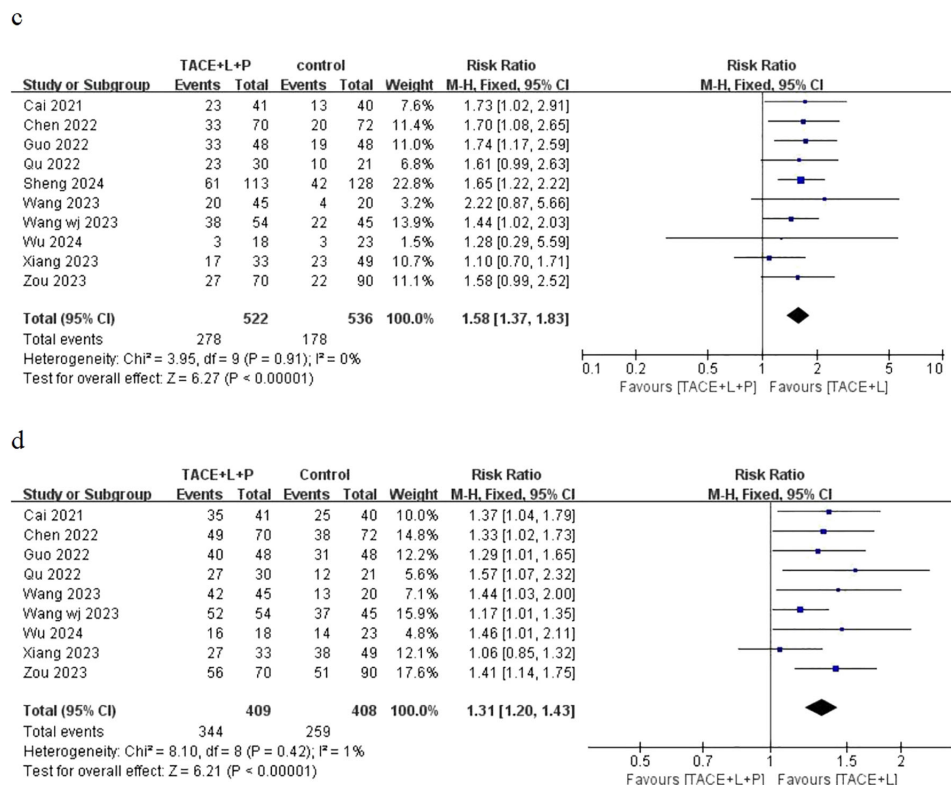 c
TACE+L+P control Risk Ratio Risk Ratio
Study or Subgroup Events Total Events Total Weight M-H, Fixed, 95% CI M-H, Fixed, 95% CI
Cai 2021 23 41 13 40 7.6% 1.73 [1.02, 2.91]
Chen 2022 33 70 20 72 11.4% 1.70 [1.08, 2.65]
Guo 2022 33 48 19 48 11.0% 1.74 [1.17, 2.59]
Qu 2022 23 30 10 21 6.8% 1.61 [0.99, 2.63]
Sheng 2024 61 113 42 128 22.8% 1.65 [1.22, 2.22]
Wang 2023 20 45 4 20 3.2% 2.22 [0.87, 5.66]
Wang wj 2023 38 54 22 45 13.9% 1.44 [1.02, 2.03]
Wu 2024 3 18 3 23 1.5% 1.28 [0.29, 5.59]
Xiang 2023 17 33 23 49 10.7% 1.10 [0.70, 1.71]
Zou 2023 27 70 22 90 11.1% 1.58 [0.99, 2.52]
Total (95% CI) 522 536 100.0% 1.58 [1.37, 1.83]
Total events 278 178
Heterogeneity: Chi² = 3.95, df = 9 (P = 0.91); I² = 0%
Test for overall effect: Z = 6.27 (P < 0.00001)
0.1 0.2 0.5 1 2 5 10
Favours [TACE+L+P] Favours [TACE+L]
d
TACE+L+P Control Risk Ratio Risk Ratio
Study or Subgroup Events Total Events Total Weight M-H, Fixed, 95% CI M-H, Fixed, 95% CI
Cai 2021 35 41 25 40 10.0% 1.37 [1.04, 1.79]
Chen 2022 49 70 38 72 14.8% 1.33 [1.02, 1.73]
Guo 2022 40 48 31 48 12.2% 1.29 [1.01, 1.65]
Qu 2022 27 30 12 21 5.6% 1.57 [1.07, 2.32]
Wang 2023 42 45 13 20 7.1% 1.44 [1.03, 2.00]
Wang wj 2023 52 54 37 45 15.9% 1.17 [1.01, 1.35]
Wu 2024 16 18 14 23 4.8% 1.46 [1.01, 2.11]
Xiang 2023 27 33 38 49 12.1% 1.06 [0.85, 1.32]
Zou 2023 56 70 51 90 17.6% 1.41 [1.14, 1.75]
Total (95% CI) 409 408 100.0% 1.31 [1.20, 1.43]
Total events 344 259
Heterogeneity: Chi² = 8.10, df = 8 (P = 0.42); I² = 1%
Test for overall effect: Z = 6.21 (P < 0.00001)
0.5 0.7 1 1.5 2
Favours [TACE+L+P] Favours [TACE+L]